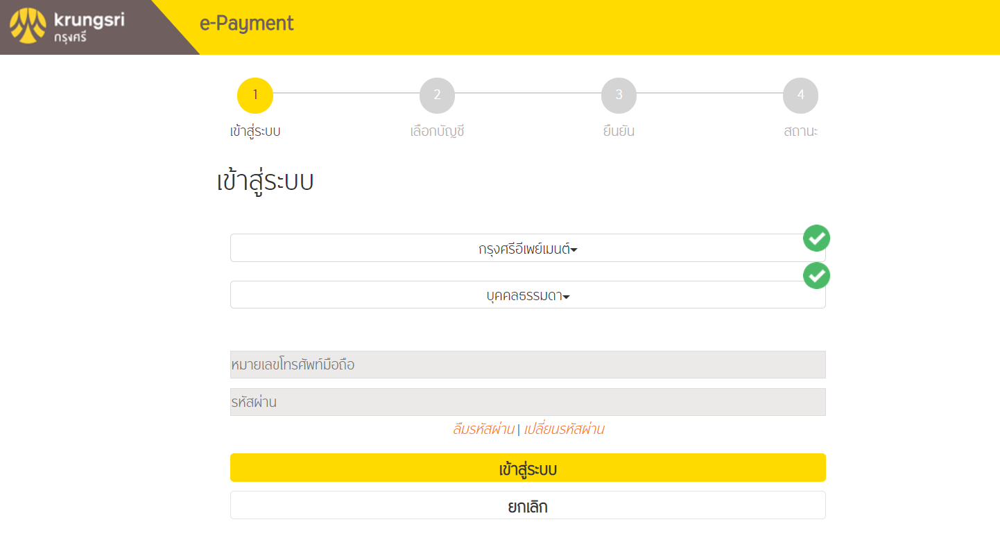 krungsri
กรุงศรี
e-Payment
1
2
3
4
เข้าสู่ระบบ
เลือกบัญชี
ยืนยัน
สถานะ
เข้าสู่ระบบ
กรุงศรีอีเพย์เมนต์
บุคคลธรรมดา
หมายเลขโทรศัพท์มือถือ
รหัสผ่าน
ลืมรหัสผ่าน | เปลี่ยนรหัสผ่าน
เข้าสู่ระบบ
ยกเลิก